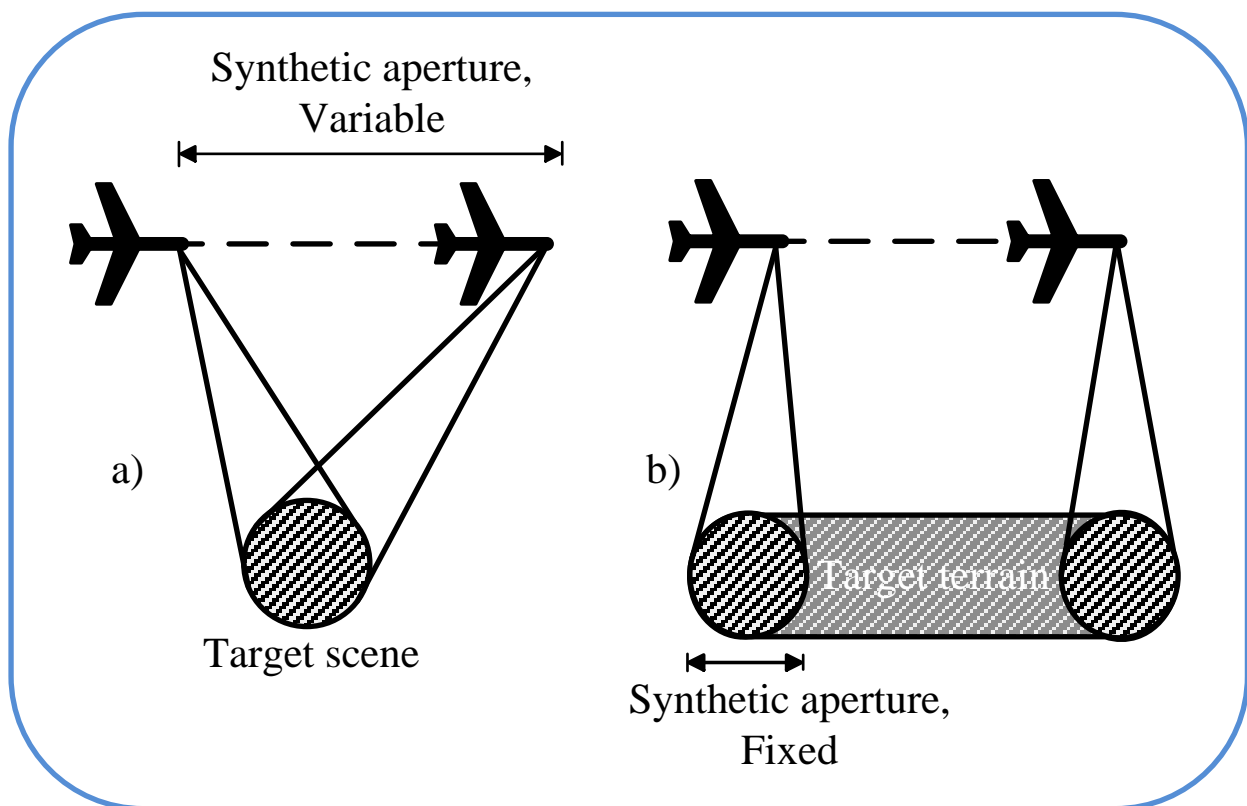 Synthetic aperture,
Variable
a)
b)
Target terrain
Target scene
Synthetic aperture,
Fixed